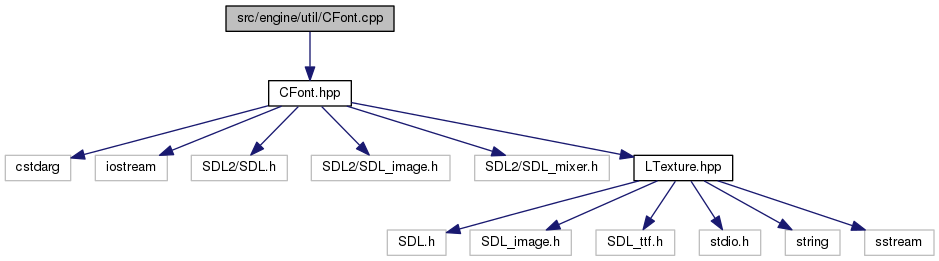 src/engine/util/CFont.cpp
CFont.hpp
cstdarg
iostream
SDL2/SDL.h
SDL2/SDL_image.h
SDL2/SDL_mixer.h
LTexture.hpp
SDL.h
SDL_image.h
SDL_ttf.h
stdio.h
string
sstream